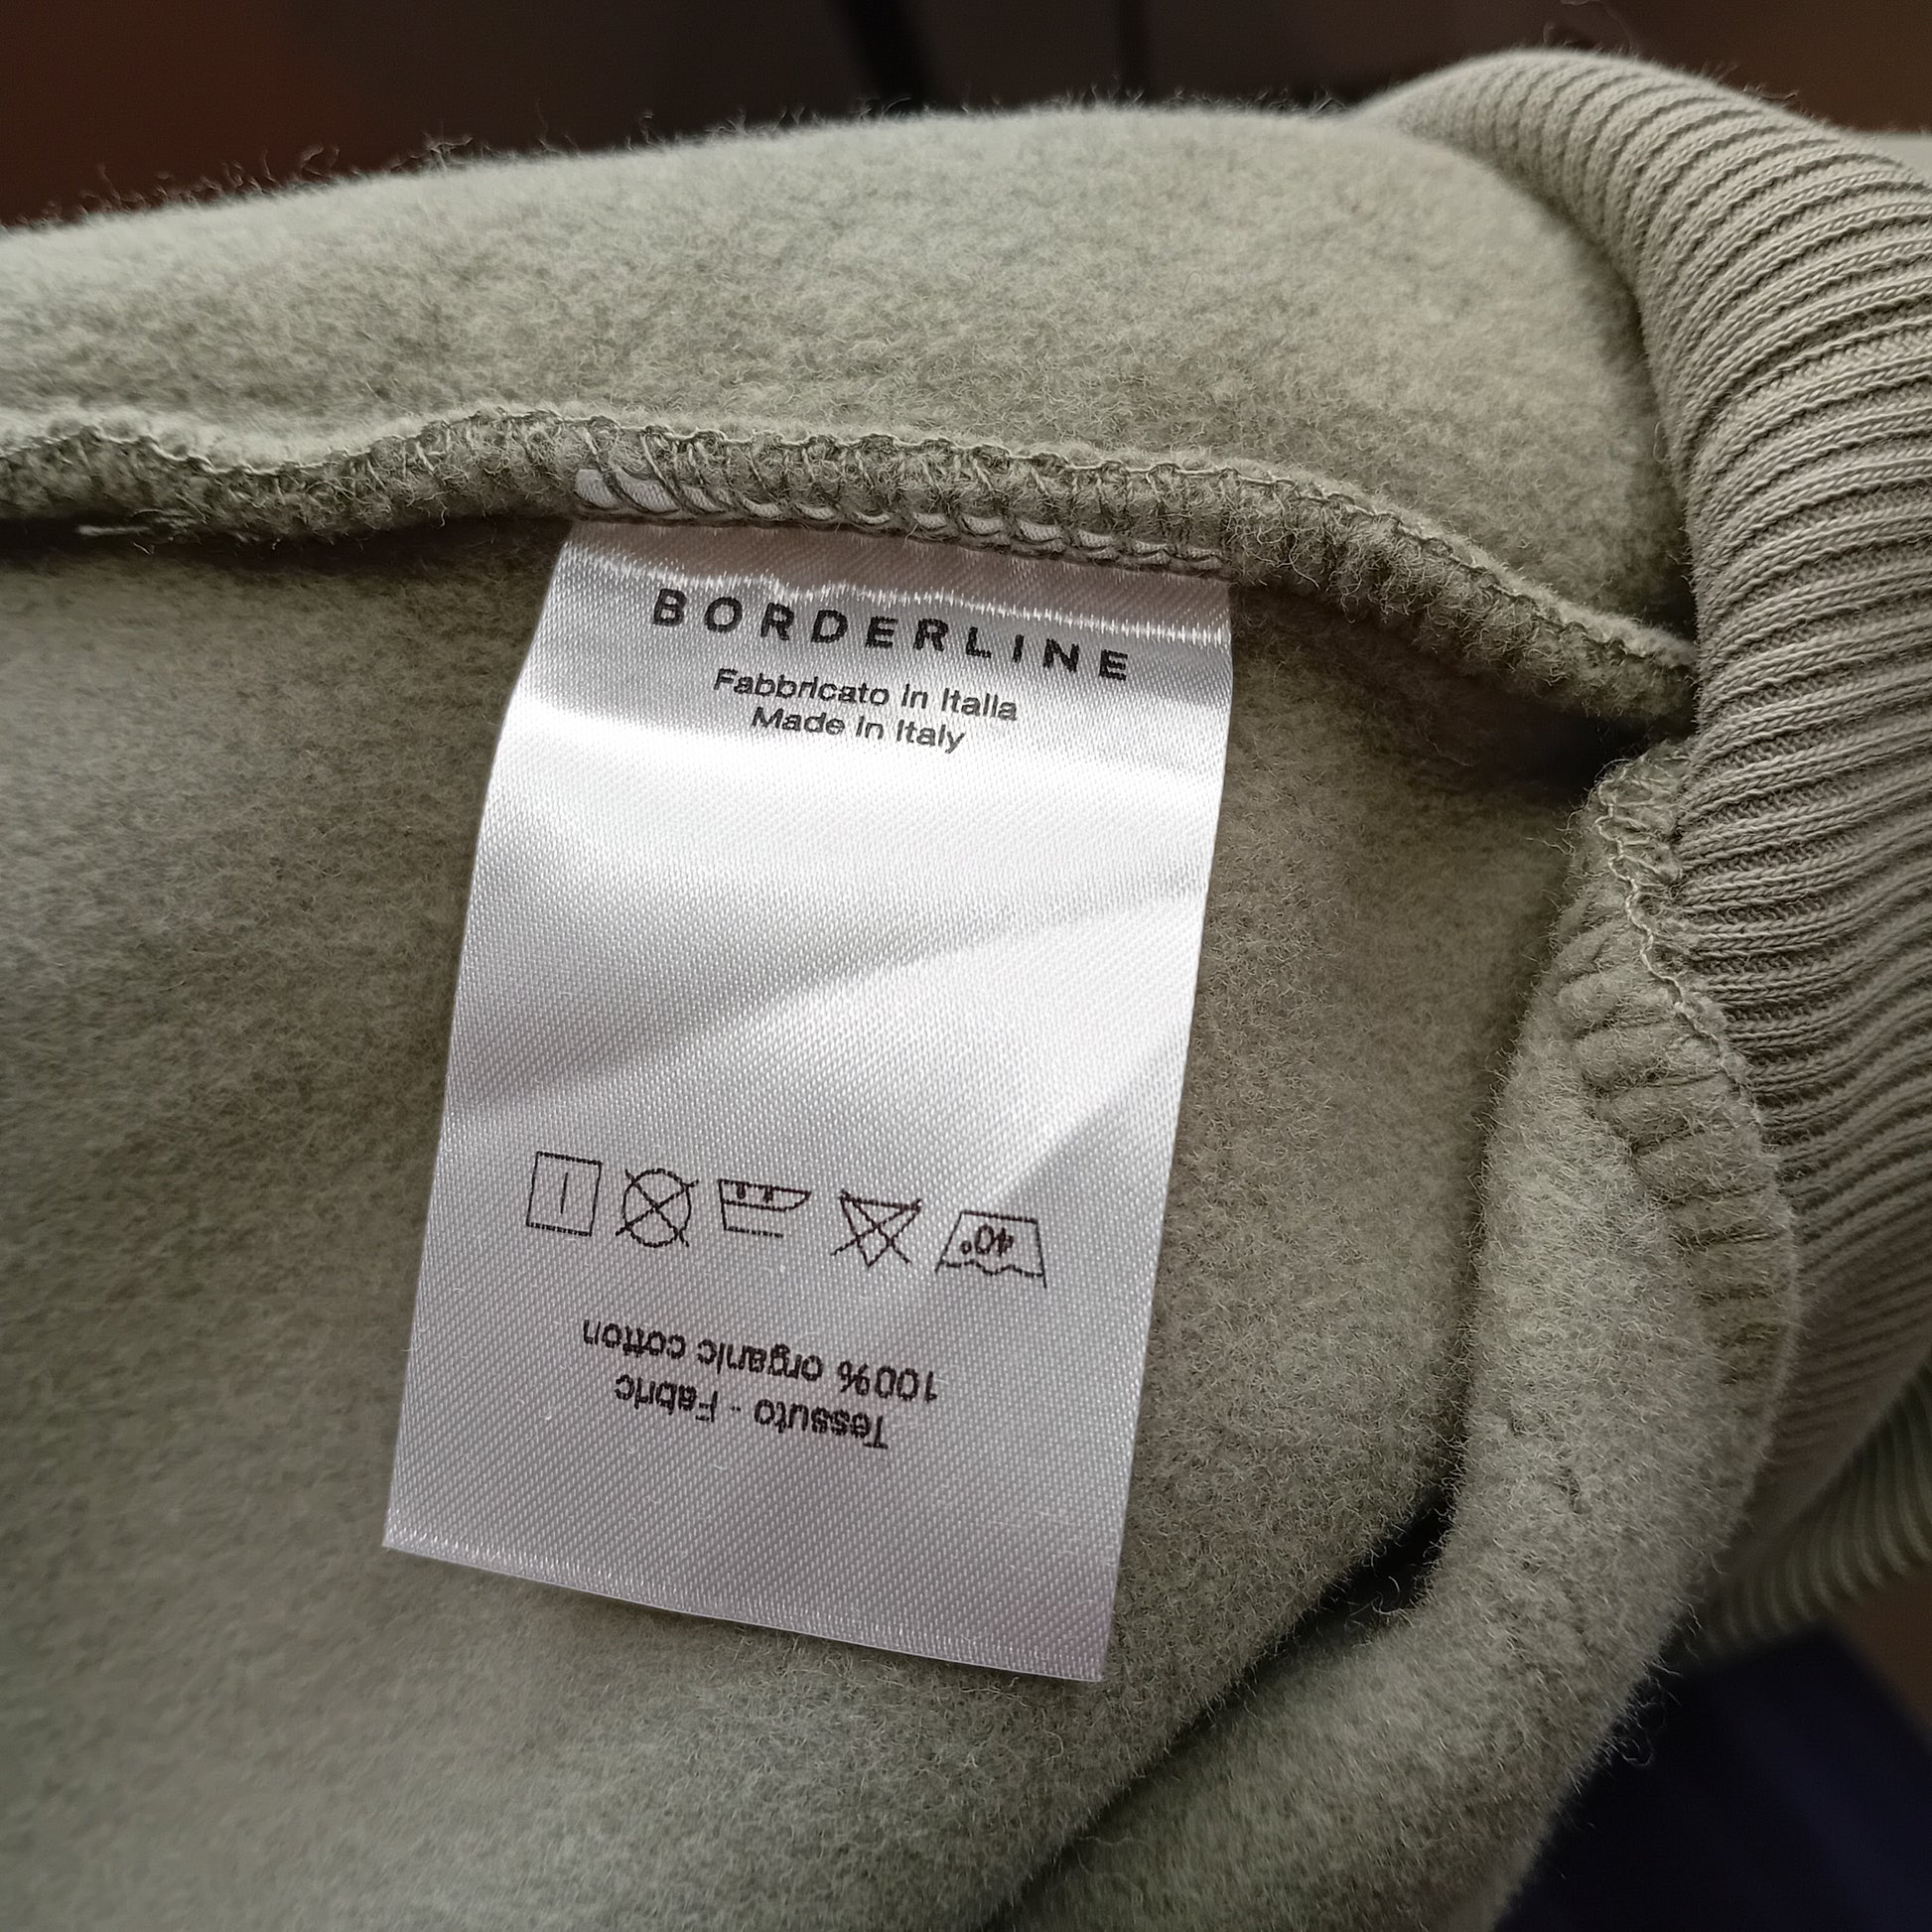 BORDERLINE
Fabbricato in Italia
Made in Italy
Tessuto - Fabric
100% organic cotton
40°